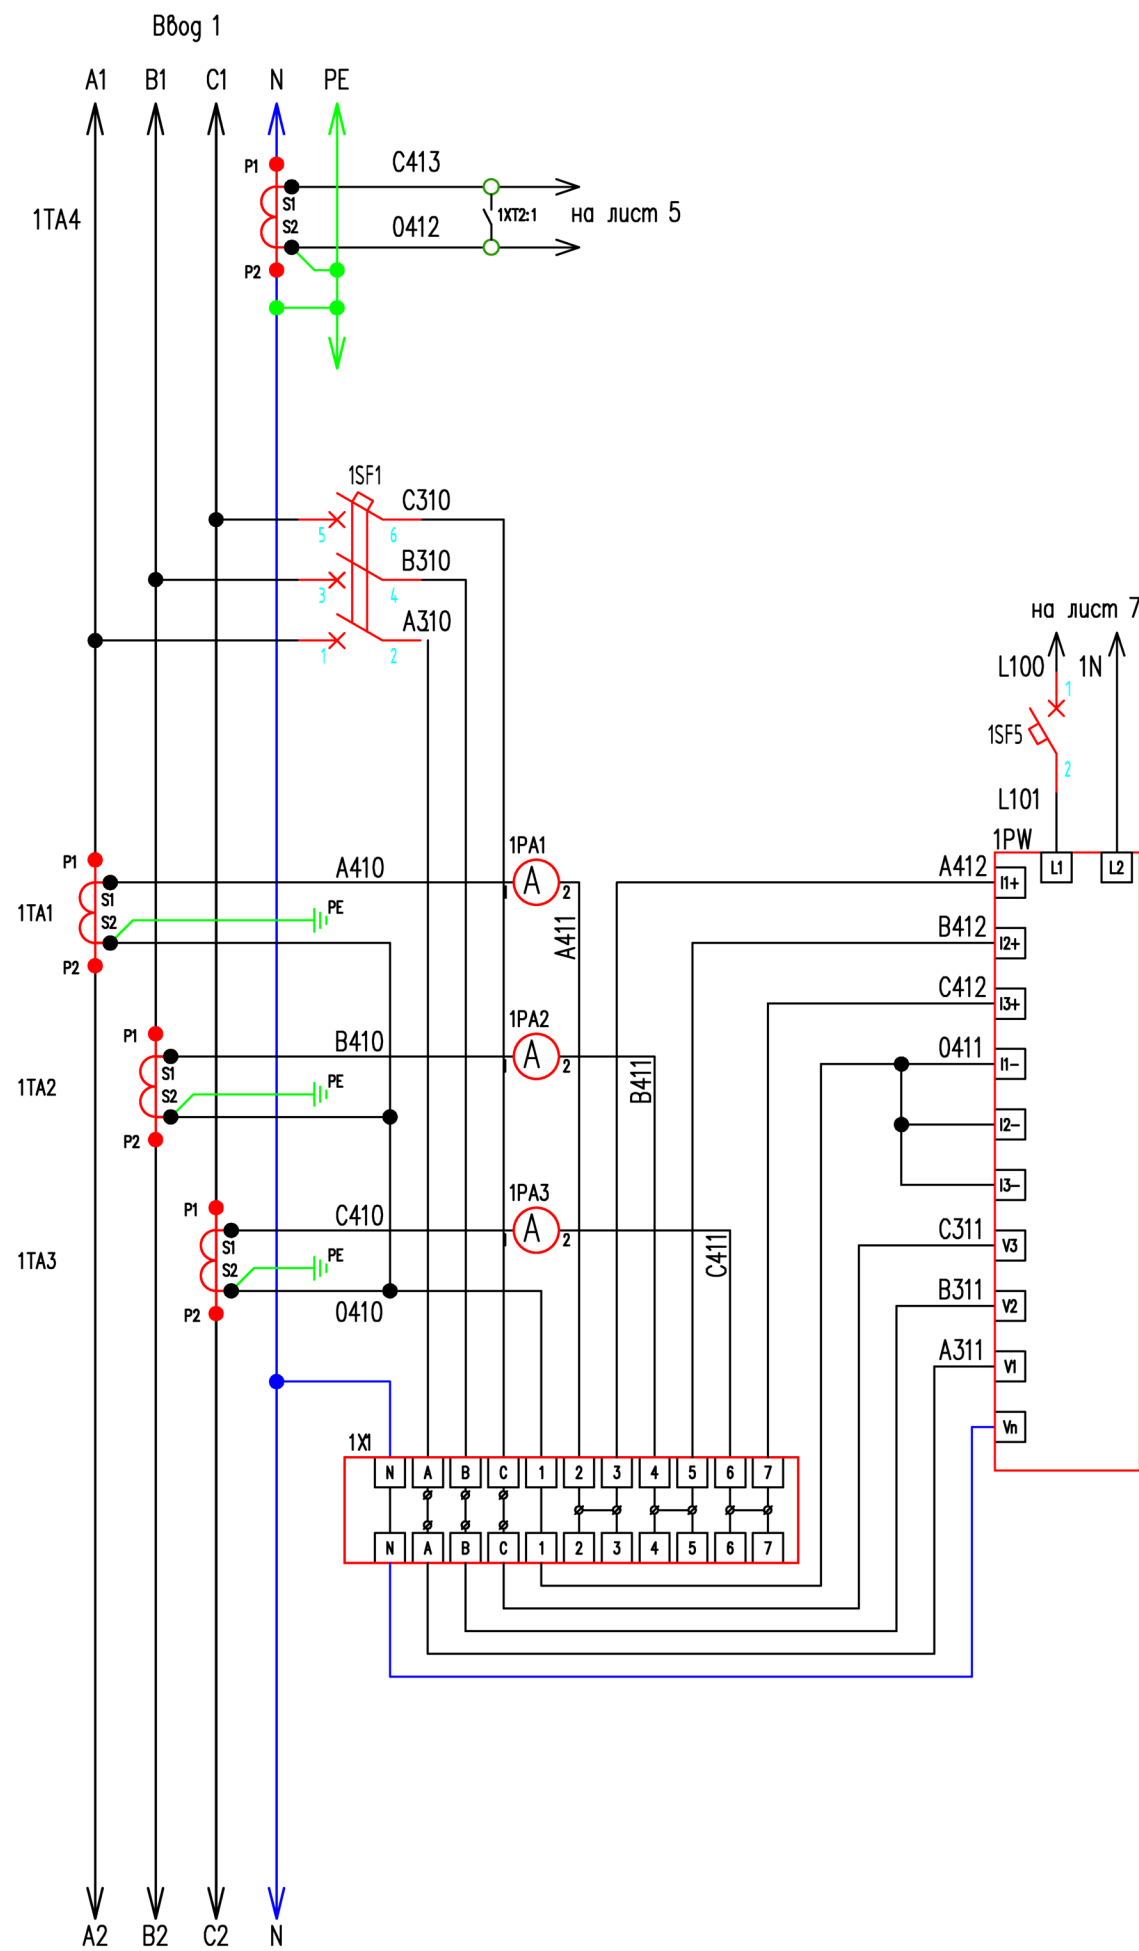 Ввод 1
A1 B1 C1 N PE
P1
C413
S1
1XT2:1
на лист 5
1TA4
S2
0412
P2
1SF1
C310
5 6
B310
3 4
A310
1 2
на лист 7
L100 1N
1
1SF5
2
L101
1PW
L1 L2
P1
A410
1PA1
A
1 2
A412
I1+
1TA1
S1
S2
PE
A411
B412
I2+
P2
C412
I3+
P1
B410
1PA2
A
1 2
0411
I1-
1TA2
S1
S2
PE
B411
I2-
P2
I3-
P1
C410
1PA3
A
1 2
C311
V3
1TA3
S1
S2
PE
C411
P2
0410
B311
V2
A311
V1
Vn
1X1
N A B C 1 2 3 4 5 6 7
N A B C 1 2 3 4 5 6 7
A2 B2 C2 N